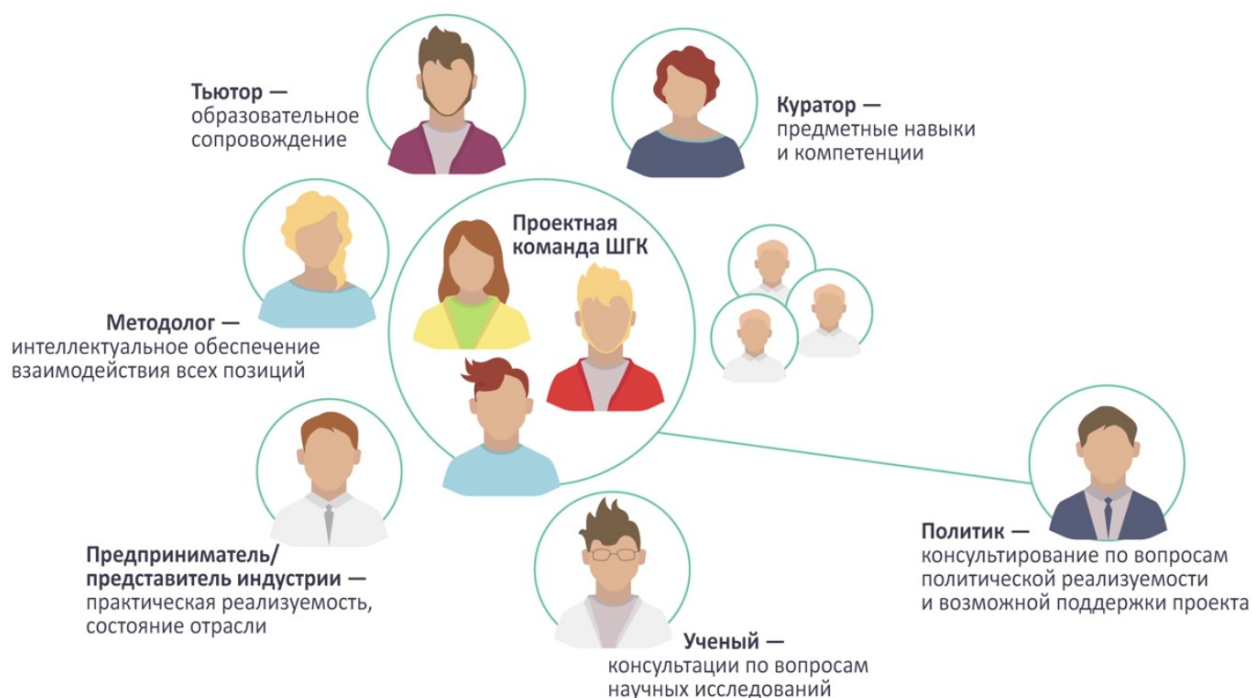 Тьютор —
образовательное
сопровождение
Куратор —
предметные навыки
и компетенции
Проектная
команда ШГК
Методолог —
интеллектуальное обеспечение
взаимодействия всех позиций
Предприниматель/
представитель индустрии —
практическая реализуемость,
состояние отрасли
Политик —
консультирование по вопросам
политической реализуемости
и возможной поддержки проекта
Ученый —
консультации по вопросам
научных исследований